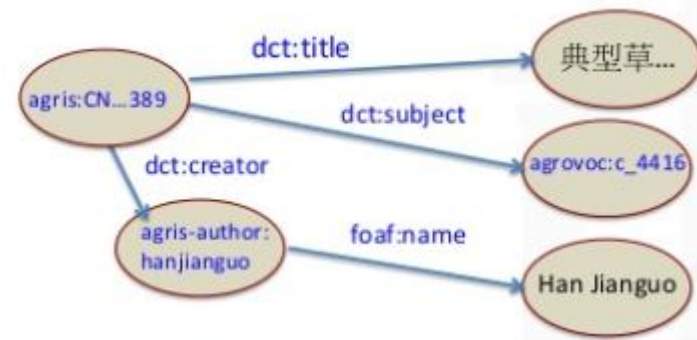 dct:title
典型草...
agris:CN...389
dct:subject
agrovoc:c_4416
dct:creator
agris-author:
hanjianguo
foaf:name
Han Jianguo